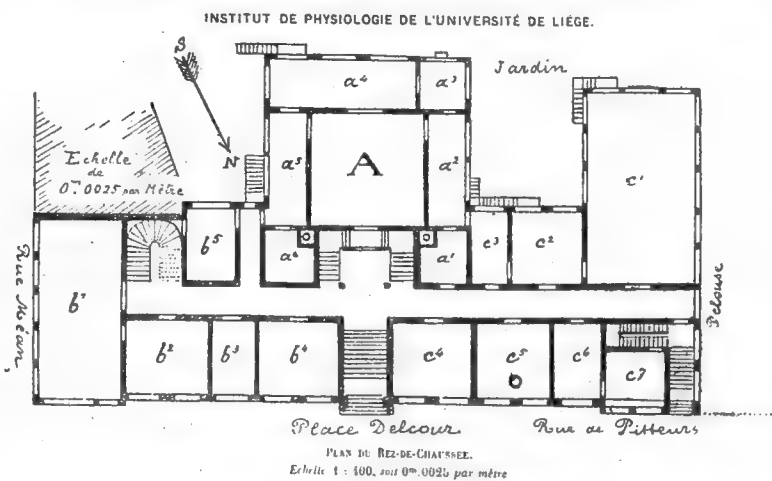 INSTITUT DE PHYSIOLOGIE DE L'UNIVERSITÉ DE LIÉGE.
S
N
Jardin
Echelle
de
0m.0025 par Mètre
a4
a3
a5
A
a2
c1
b5
a6
a1
c3
c2
Rue Méan,
b1
Pelouse
b2
b3
b4
c4
c5
c6
c7
Place Delcour
Rue de Pitteurs
PLAN DU REZ-DE-CHAUSSÉE.
Echelle 1 : 400, soit 0m.0025 par mètre